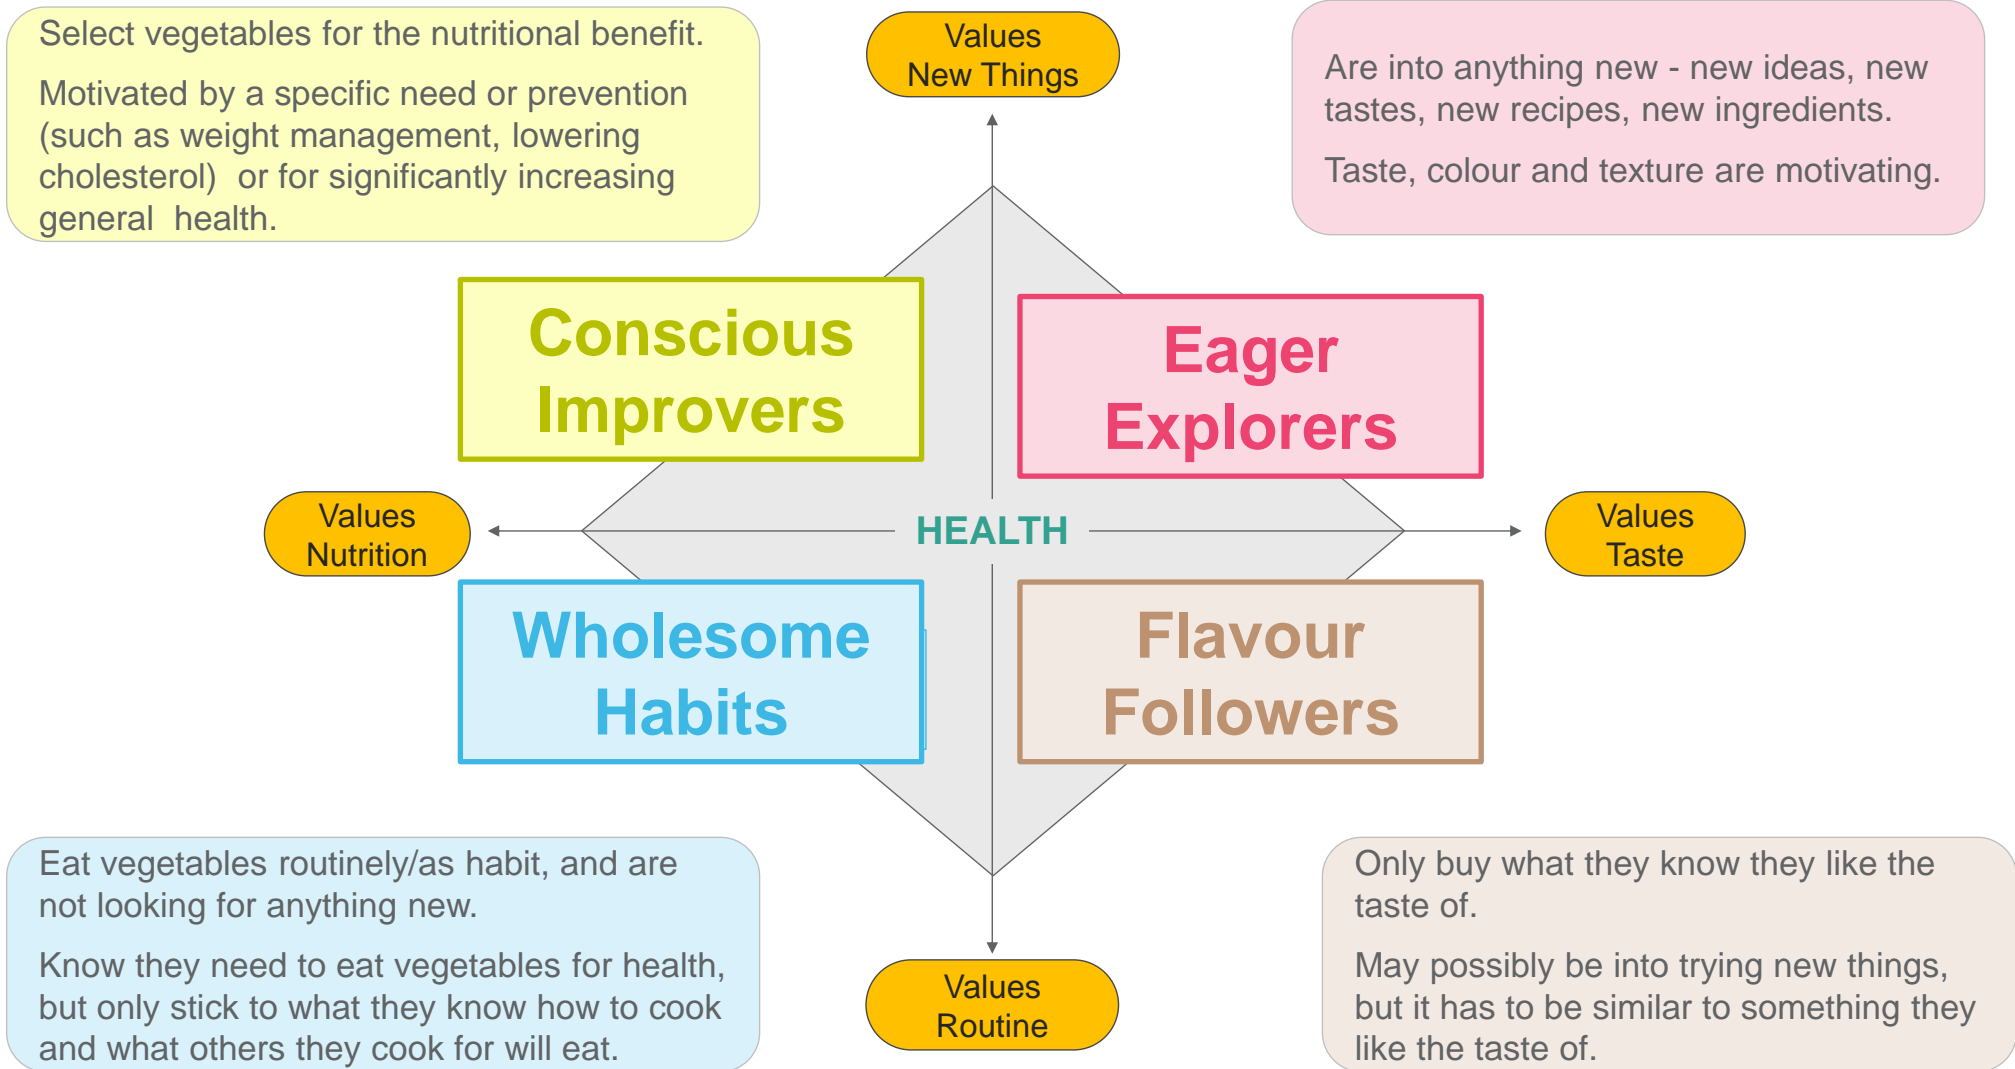 Select vegetables for the nutritional benefit.
Motivated by a specific need or prevention
(such as weight management, lowering
cholesterol) or for significantly increasing
general health.
Values
New Things
Are into anything new - new ideas, new
tastes, new recipes, new ingredients.
Taste, colour and texture are motivating.
Conscious
Improvers
Eager
Explorers
Values
Nutrition
HEALTH
Values
Taste
Wholesome
Habits
Flavour
Followers
Eat vegetables routinely/as habit, and are
not looking for anything new.
Know they need to eat vegetables for health,
but only stick to what they know how to cook
and what others they cook for will eat.
Values
Routine
Only buy what they know they like the
taste of.
May possibly be into trying new things,
but it has to be similar to something they
like the taste of.